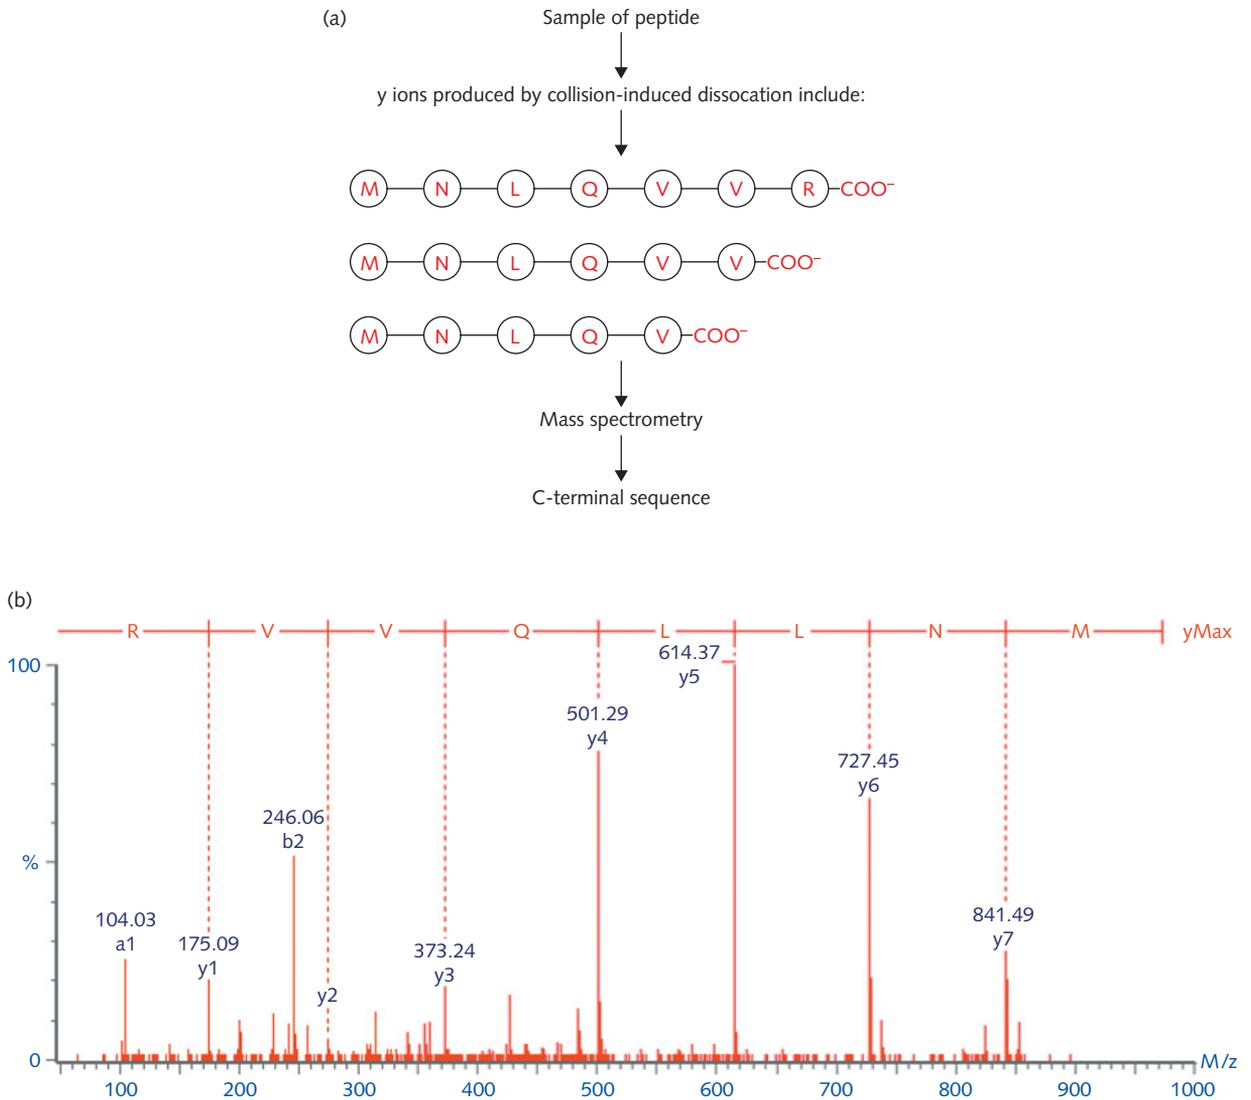 (a)
Sample of peptide
y ions produced by collision-induced dissocation include:
M N L Q V V R COO⁻
M N L Q V V COO⁻
M N L Q V COO⁻
Mass spectrometry
C-terminal sequence
(b)
R V V Q L L N M yMax
100
%
0
104.03
a1
175.09
y1
246.06
b2
y2
373.24
y3
501.29
y4
614.37
y5
727.45
y6
841.49
y7
100 200 300 400 500 600 700 800 900 1000
M/z